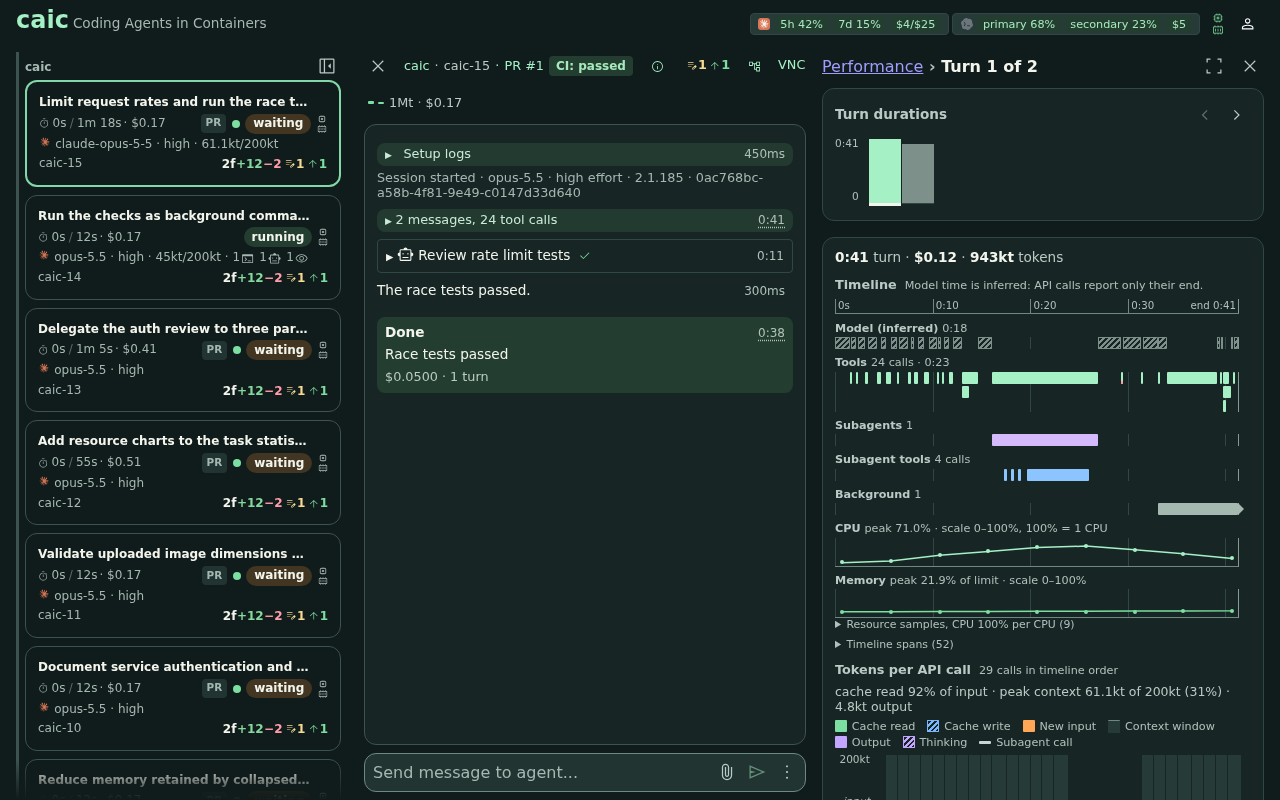 caic Coding Agents in Containers
5h 42% 7d 15% $4/$25
primary 68% secondary 23% $5
caic
Limit request rates and run the race t…
0s / 1m 18s · $0.17 PR waiting
claude-opus-5-5 · high · 61.1kt/200kt
caic-15 2f+12−2 1 ↑1
Run the checks as background comma…
0s / 12s · $0.17 running
opus-5.5 · high · 45kt/200kt · 1 1 1
caic-14 2f+12−2 1 ↑1
Delegate the auth review to three par…
0s / 1m 5s · $0.41 PR waiting
opus-5.5 · high
caic-13 2f+12−2 1 ↑1
Add resource charts to the task statis…
0s / 55s · $0.51 PR waiting
opus-5.5 · high
caic-12 2f+12−2 1 ↑1
Validate uploaded image dimensions …
0s / 12s · $0.17 PR waiting
opus-5.5 · high
caic-11 2f+12−2 1 ↑1
Document service authentication and …
0s / 12s · $0.17 PR waiting
opus-5.5 · high
caic-10 2f+12−2 1 ↑1
Reduce memory retained by collapsed…
caic · caic-15 · PR #1 CI: passed 1 ↑1 VNC
1Mt · $0.17
▶ Setup logs 450ms
Session started · opus-5.5 · high effort · 2.1.185 · 0ac768bc-
a58b-4f81-9e49-c0147d33d640
▶ 2 messages, 24 tool calls 0:41
▶ Review rate limit tests ✓ 0:11
The race tests passed. 300ms
Done 0:38
Race tests passed
$0.0500 · 1 turn
Send message to agent...
Performance › Turn 1 of 2
Turn durations
0:41
0
0:41 turn · $0.12 · 943kt tokens
Timeline Model time is inferred: API calls report only their end.
0s 0:10 0:20 0:30 end 0:41
Model (inferred) 0:18
Tools 24 calls · 0:23
Subagents 1
Subagent tools 4 calls
Background 1
CPU peak 71.0% · scale 0–100%, 100% = 1 CPU
Memory peak 21.9% of limit · scale 0–100%
▶ Resource samples, CPU 100% per CPU (9)
▶ Timeline spans (52)
Tokens per API call 29 calls in timeline order
cache read 92% of input · peak context 61.1kt of 200kt (31%) ·
4.8kt output
Cache read Cache write New input Context window
Output Thinking Subagent call
200kt